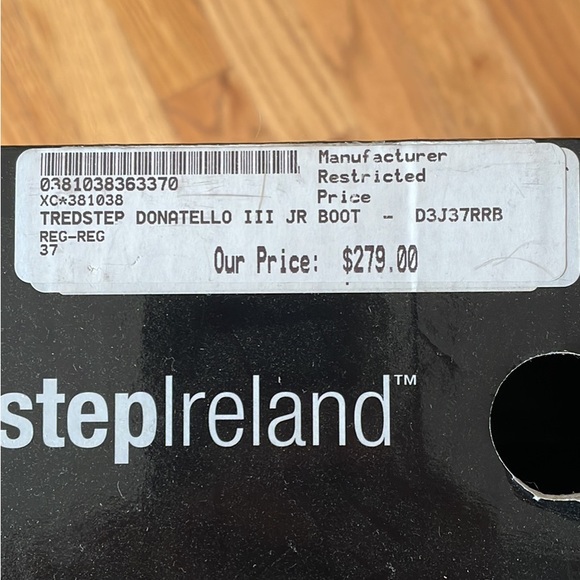 Manufacturer
Restricted
Price
0381038363370
XC*381038
TREDSTEP DONATELLO III JR BOOT - D3J37RRB
REG-REG
37
Our Price: $279.00
stepIreland™